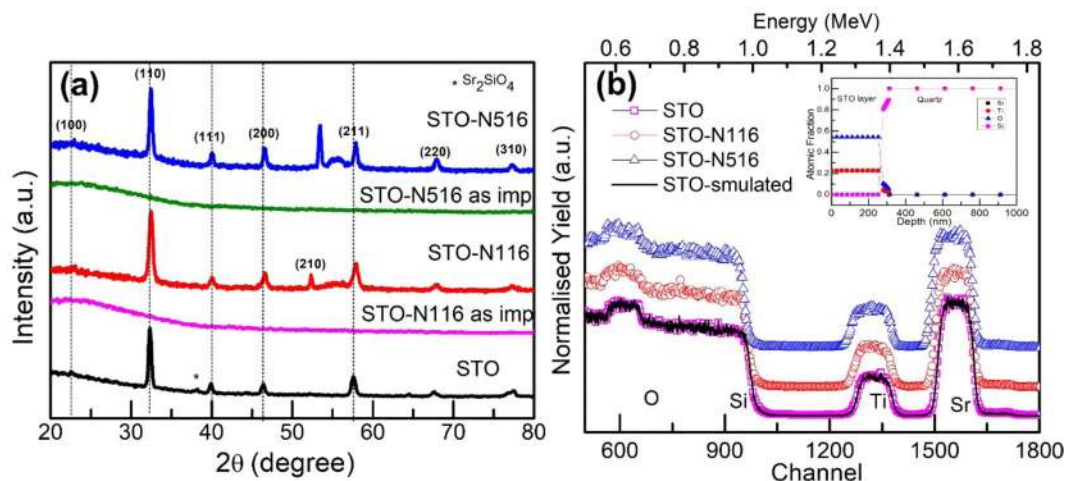 (a)
* Sr2SiO4
(110)
(100)
(111)
(200)
(211)
(220)
(310)
STO-N516
STO-N516 as imp
STO-N116
(210)
STO-N116 as imp
STO
*
Intensity (a.u.)
20 30 40 50 60 70 80
2θ (degree)
Energy (1.MeV)
0.6 0.8 1.0 1.2 1.4 1.6 1.8
(b)
STO
STO-N116
STO-N516
STO-smulated
STO layer
Quartz
Ti
O
Si
1.0
0.8
0.6
0.4
0.2
0.0
Atomic Fraction
0 200 400 600 800 1000
Depth (nm)
O
Si
Ti
Sr
Normalised Yield (a.u.)
600 900 1200 1500 1800
Channel